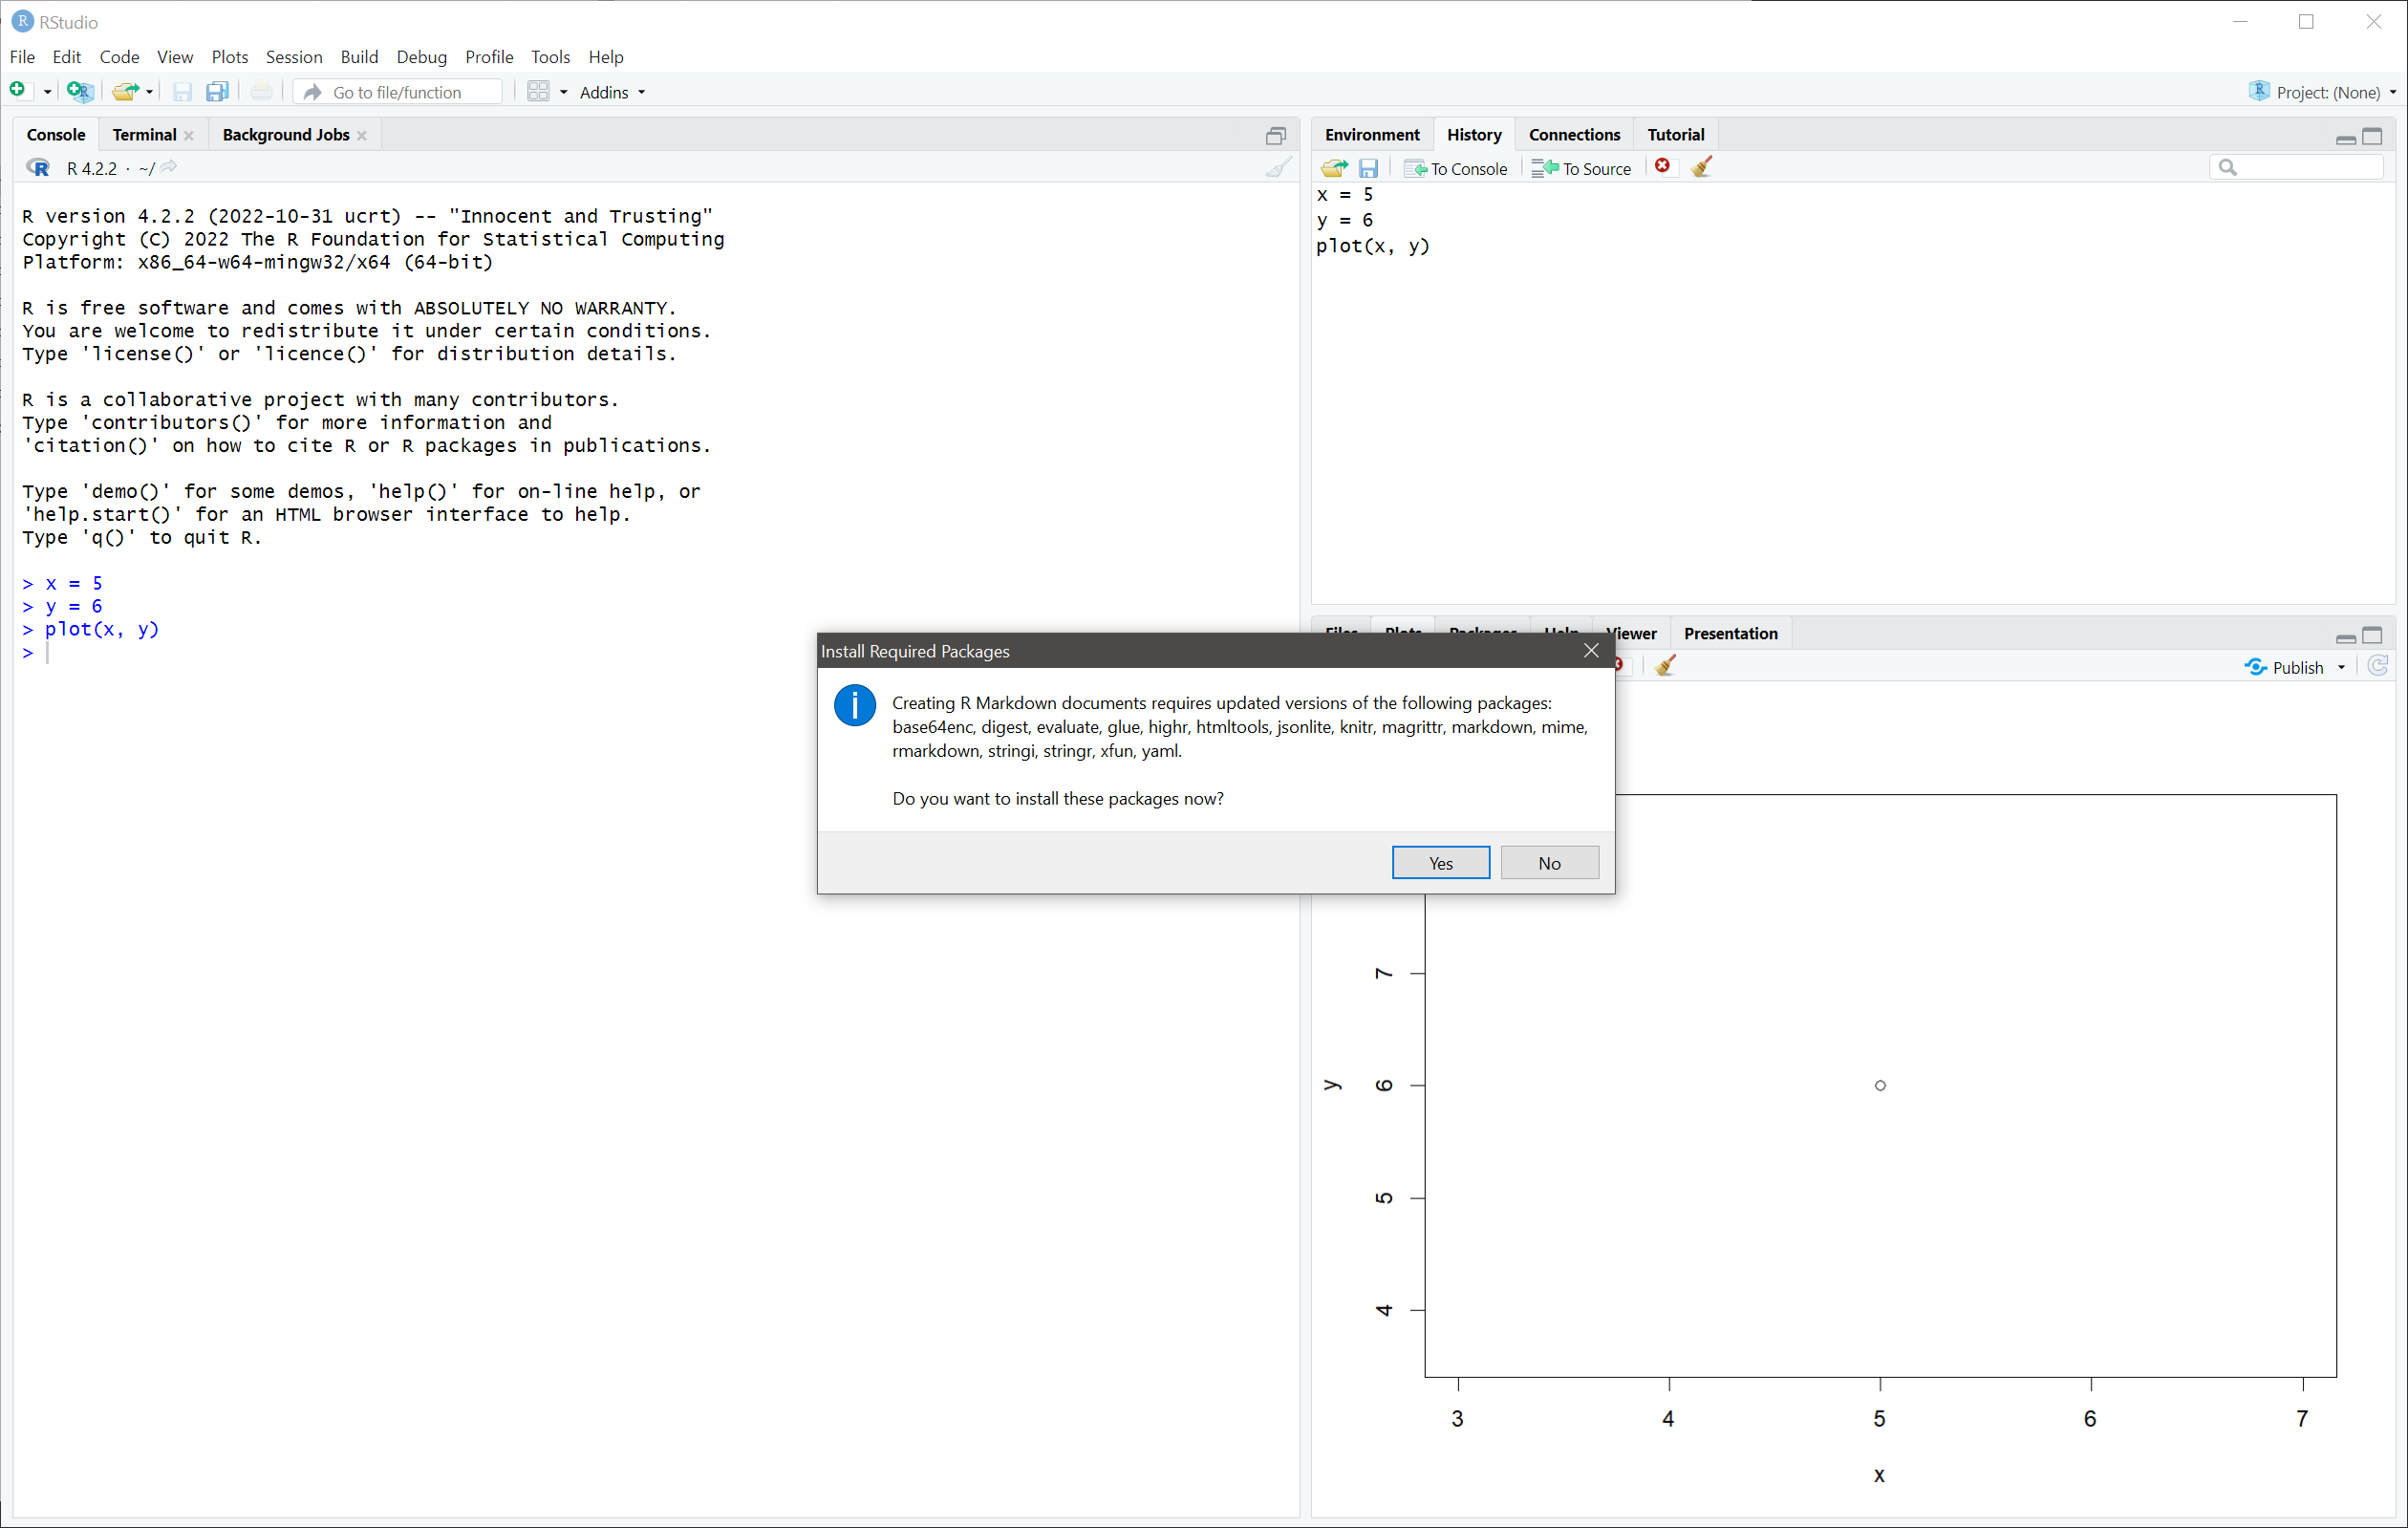 RStudio
File Edit Code View Plots Session Build Debug Profile Tools Help
Go to file/function Addins Project: (None)
Console Terminal Background Jobs
R 4.2.2 · ~/
R version 4.2.2 (2022-10-31 ucrt) -- "Innocent and Trusting"
Copyright (C) 2022 The R Foundation for Statistical Computing
Platform: x86_64-w64-mingw32/x64 (64-bit)
R is free software and comes with ABSOLUTELY NO WARRANTY.
You are welcome to redistribute it under certain conditions.
Type 'license()' or 'licence()' for distribution details.
R is a collaborative project with many contributors.
Type 'contributors()' for more information and
'citation()' on how to cite R or R packages in publications.
Type 'demo()' for some demos, 'help()' for on-line help, or
'help.start()' for an HTML browser interface to help.
Type 'q()' to quit R.
> x = 5
> y = 6
> plot(x, y)
>
Environment History Connections Tutorial
To Console To Source
x = 5
y = 6
plot(x, y)
Files Plots Packages Help Viewer Presentation
Publish
Install Required Packages
Creating R Markdown documents requires updated versions of the following packages:
base64enc, digest, evaluate, glue, highr, htmltools, jsonlite, knitr, magrittr, markdown, mime,
rmarkdown, stringi, stringr, xfun, yaml.
Do you want to install these packages now?
Yes No
7
y 6
5
4
3 4 5 6 7
x